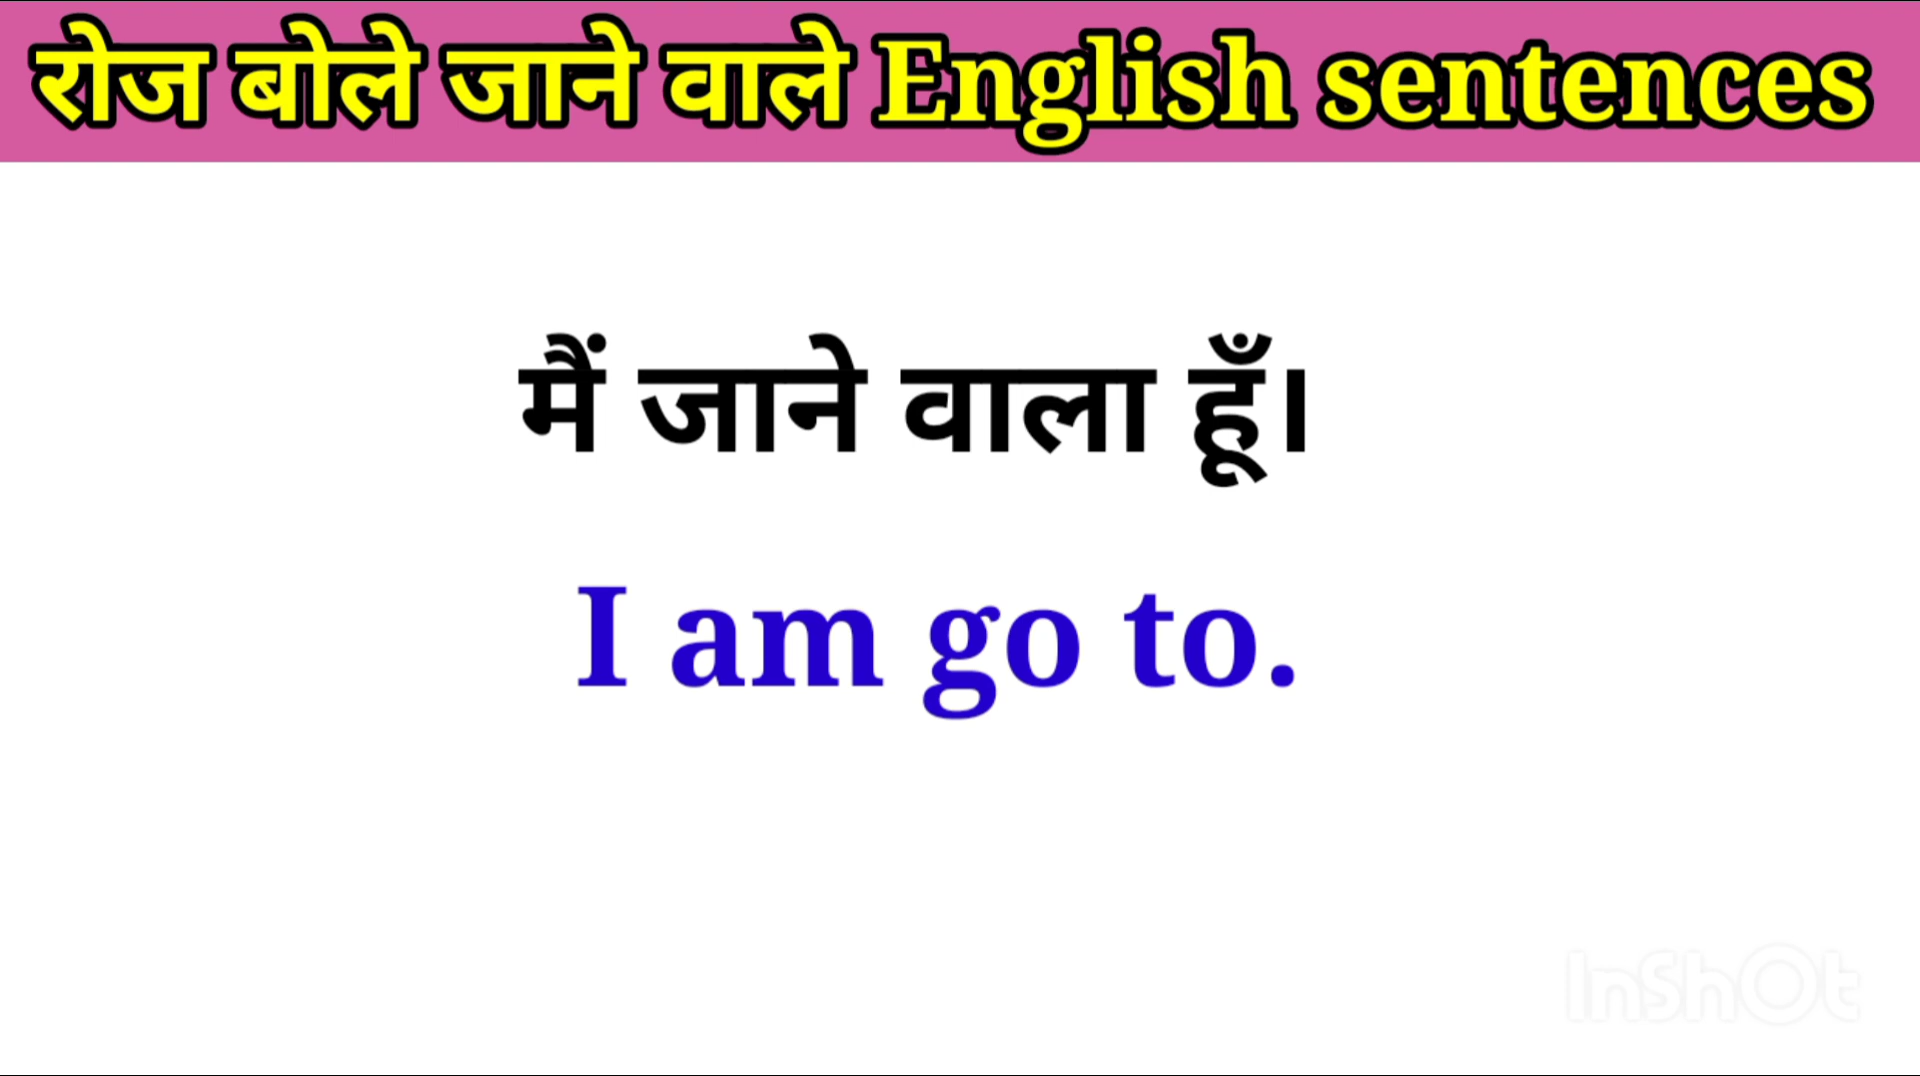 रोज बोले जाने वाले English sentences
मैं जाने वाला हूँ।
I am go to.
InShOt